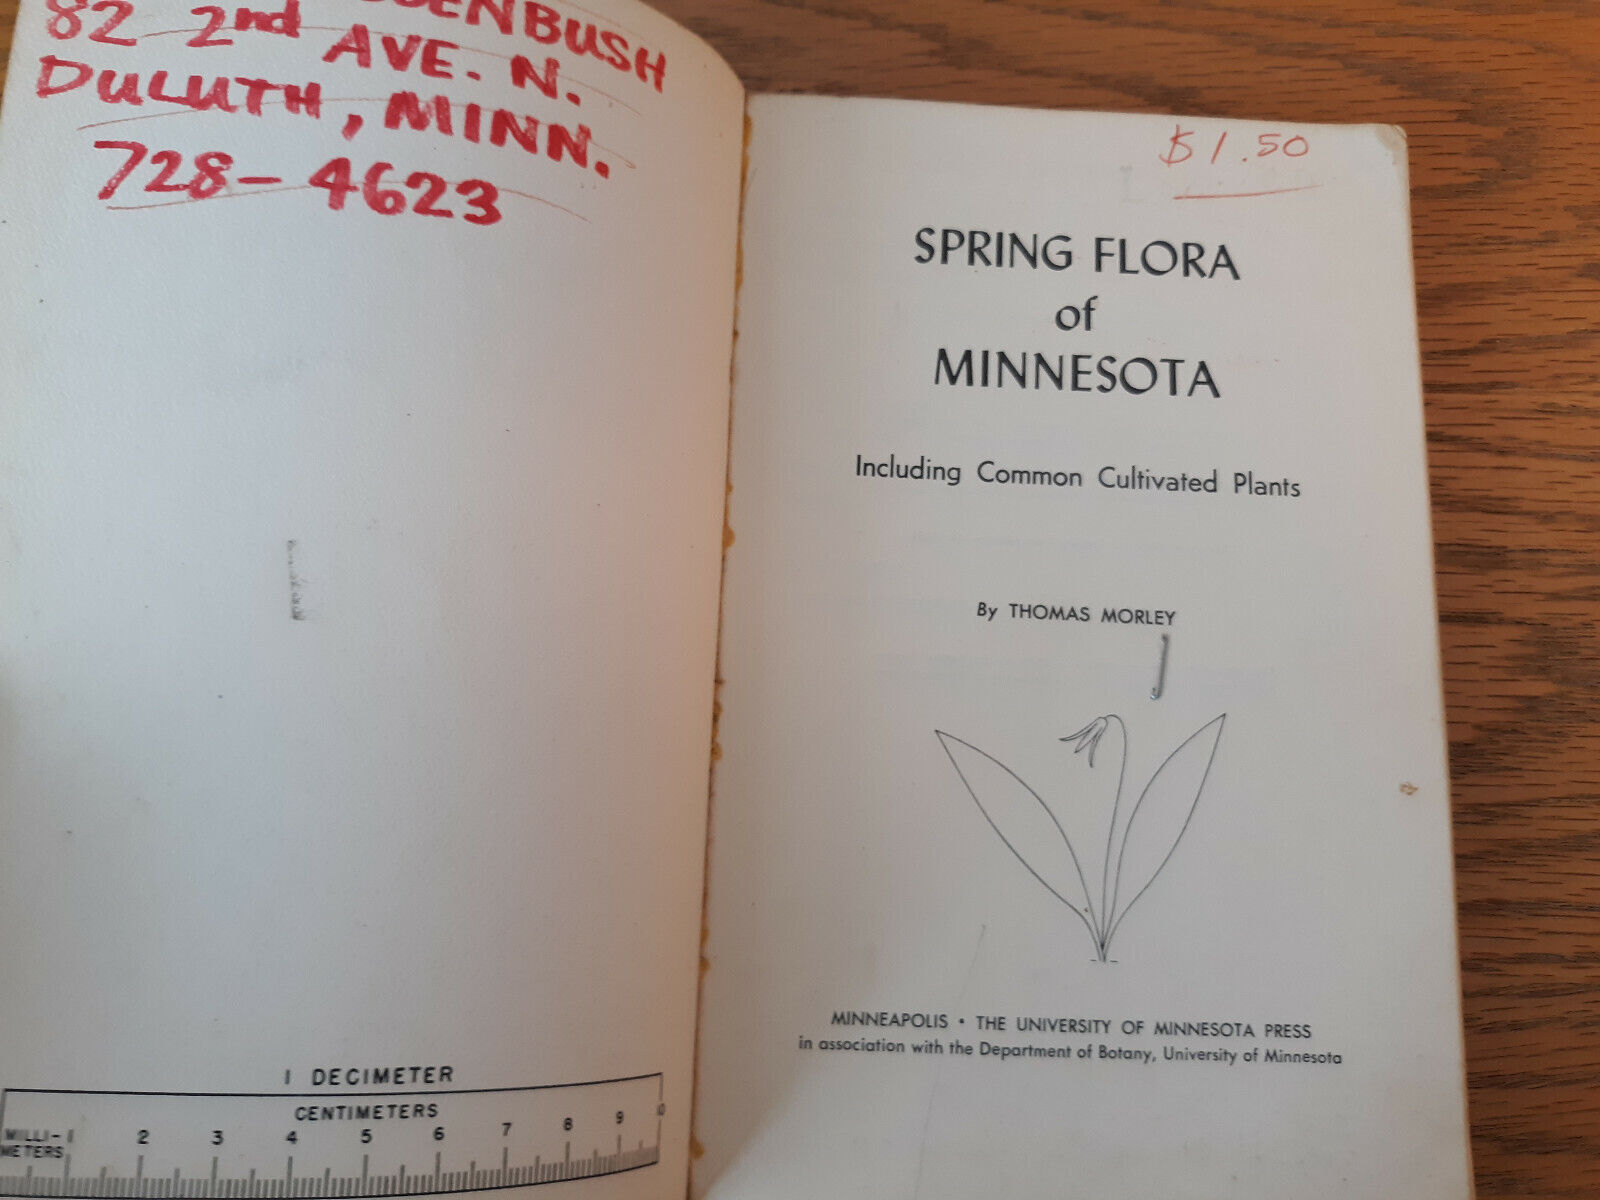 82 2nd AVE. N.
DULUTH, MINN.
728-4623
1 DECIMETER
CENTIMETERS
MILLI-
METERS
1 2 3 4 5 6 7 8 9 10
$1.50
SPRING FLORA
of
MINNESOTA
Including Common Cultivated Plants
By THOMAS MORLEY
MINNEAPOLIS • THE UNIVERSITY OF MINNESOTA PRESS
in association with the Department of Botany, University of Minnesota